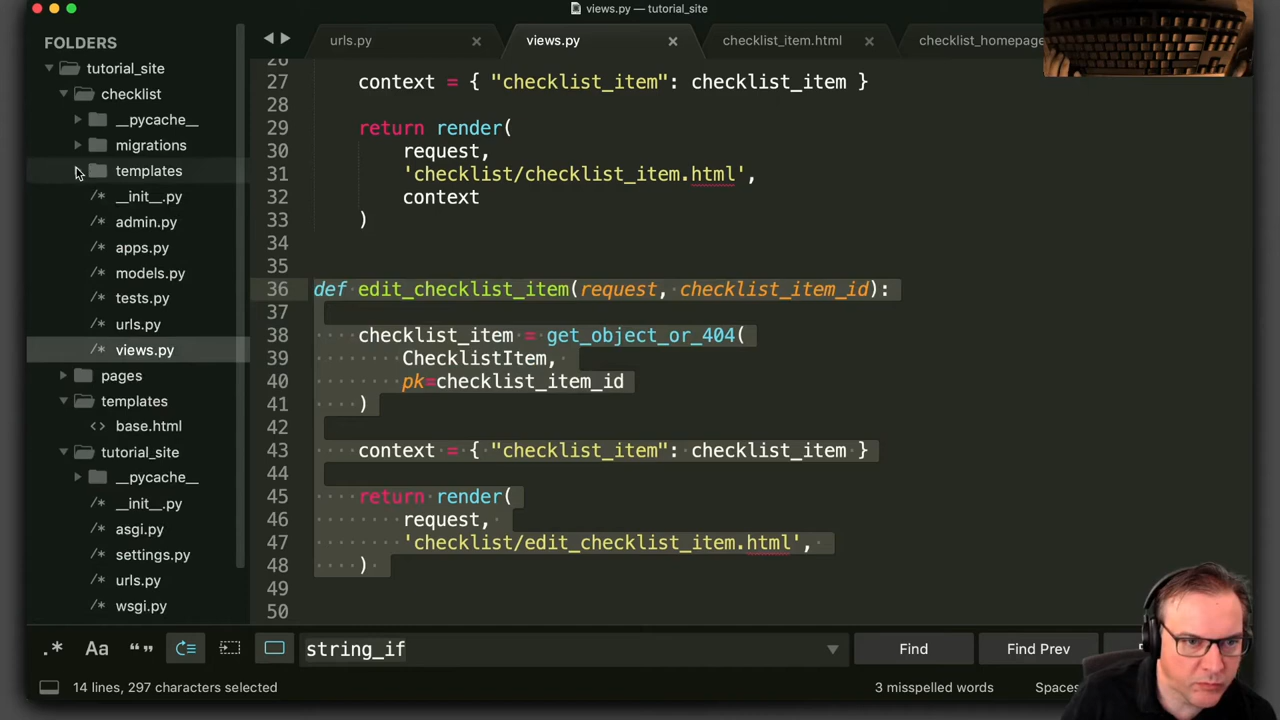 views.py — tutorial_site
FOLDERS
tutorial_site
checklist
__pycache__
migrations
templates
__init__.py
admin.py
apps.py
models.py
tests.py
urls.py
views.py
pages
templates
base.html
tutorial_site
__pycache__
__init__.py
asgi.py
settings.py
urls.py
wsgi.py
urls.py
views.py
checklist_item.html
checklist_homepage
26
27 context = { "checklist_item": checklist_item }
28
29 return render(
30 request,
31 'checklist/checklist_item.html',
32 context
33 )
34
35
36 def edit_checklist_item(request, checklist_item_id):
37
38 checklist_item = get_object_or_404(
39 ChecklistItem,
40 pk=checklist_item_id
41 )
42
43 context = { "checklist_item": checklist_item }
44
45 return render(
46 request,
47 'checklist/edit_checklist_item.html',
48 )
49
50
.* Aa “” string_if Find Find Prev
14 lines, 297 characters selected
3 misspelled words
Spaces